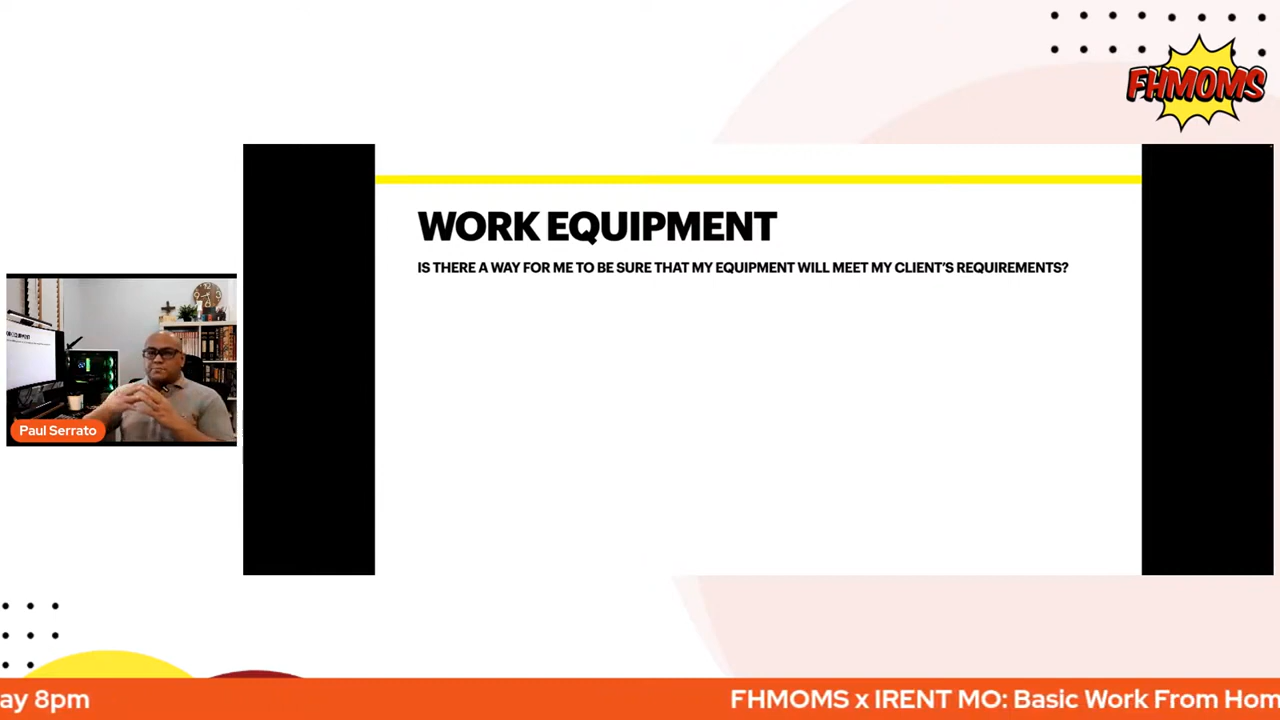 FHMOMS
WORK EQUIPMENT
IS THERE A WAY FOR ME TO BE SURE THAT MY EQUIPMENT WILL MEET MY CLIENT'S REQUIREMENTS?
Paul Serrato
ay 8pm
FHMOMS x IRENT MO: Basic Work From Hom